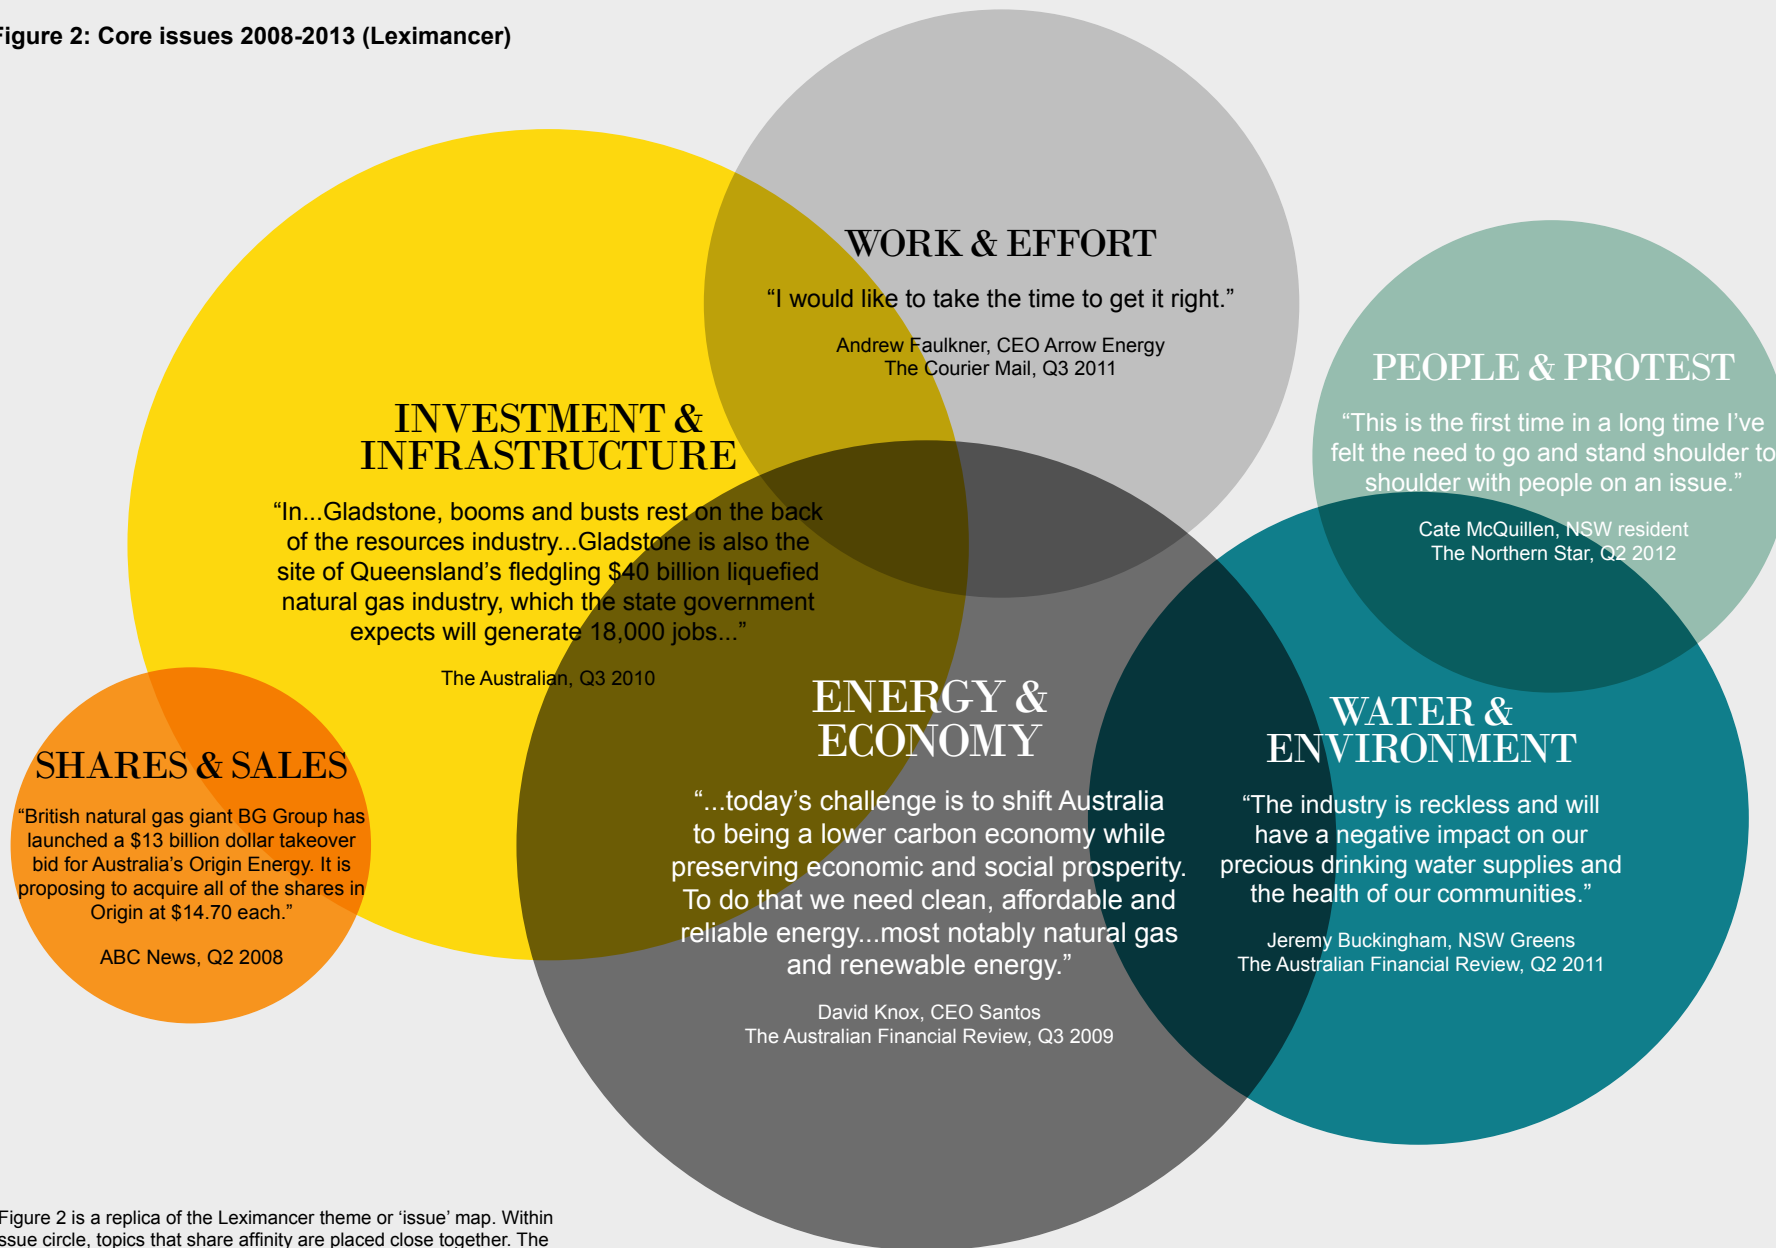 Figure 2: Core issues 2008-2013 (Leximancer)
WORK & EFFORT
“I would like to take the time to get it right.”
Andrew Faulkner, CEO Arrow Energy
The Courier Mail, Q3 2011
PEOPLE & PROTEST
“This is the first time in a long time I’ve
felt the need to go and stand shoulder to
shoulder with people on an issue.”
Cate McQuillen, NSW resident
The Northern Star, Q2 2012
INVESTMENT &
INFRASTRUCTURE
“In...Gladstone, booms and busts rest on the back
of the resources industry...Gladstone is also the
site of Queensland’s fledgling $40 billion liquefied
natural gas industry, which the state government
expects will generate 18,000 jobs...”
The Australian, Q3 2010
SHARES & SALES
“British natural gas giant BG Group has
launched a $13 billion dollar takeover
bid for Australia’s Origin Energy. It is
proposing to acquire all of the shares in
Origin at $14.70 each.”
ABC News, Q2 2008
ENERGY &
ECONOMY
“...today’s challenge is to shift Australia
to being a lower carbon economy while
preserving economic and social prosperity.
To do that we need clean, affordable and
reliable energy...most notably natural gas
and renewable energy.”
David Knox, CEO Santos
The Australian Financial Review, Q3 2009
WATER &
ENVIRONMENT
“The industry is reckless and will
have a negative impact on our
precious drinking water supplies and
the health of our communities.”
Jeremy Buckingham, NSW Greens
The Australian Financial Review, Q2 2011
Figure 2 is a replica of the Leximancer theme or ‘issue’ map. Within
issue circle, topics that share affinity are placed close together. The